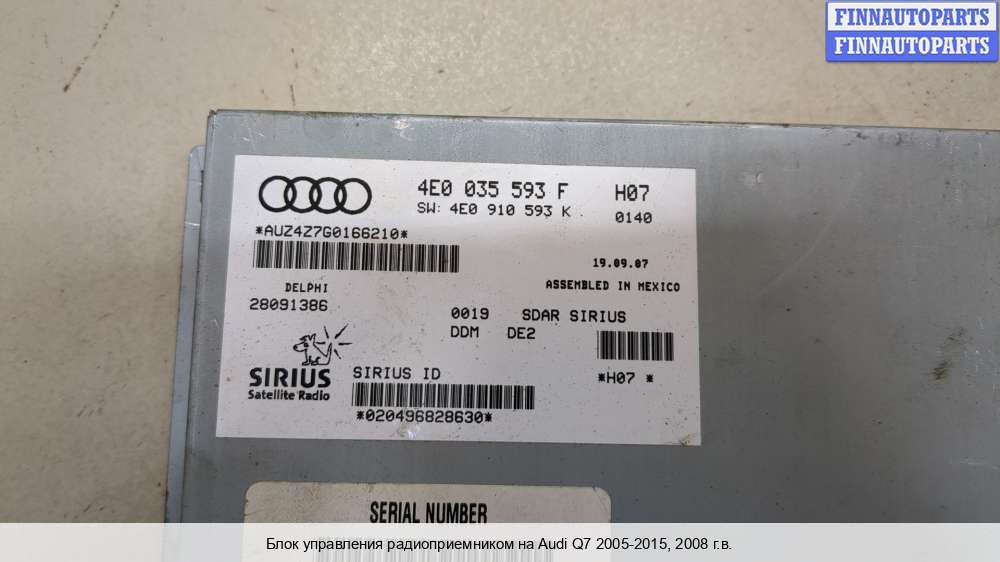 FINNAUTOPARTS
FINNAUTOPARTS
4E0 035 593 F H07
SW: 4E0 910 593 K 0140
*AUZ4Z7G0166210*
19.09.07
DELPHI ASSEMBLED IN MEXICO
28091386
0019 SDAR SIRIUS
DDM DE2
SIRIUS
Satellite Radio
SIRIUS ID
*H07 *
*020496828630*
SERIAL NUMBER
Блок управления радиоприемником на Audi Q7 2005-2015, 2008 г.в.